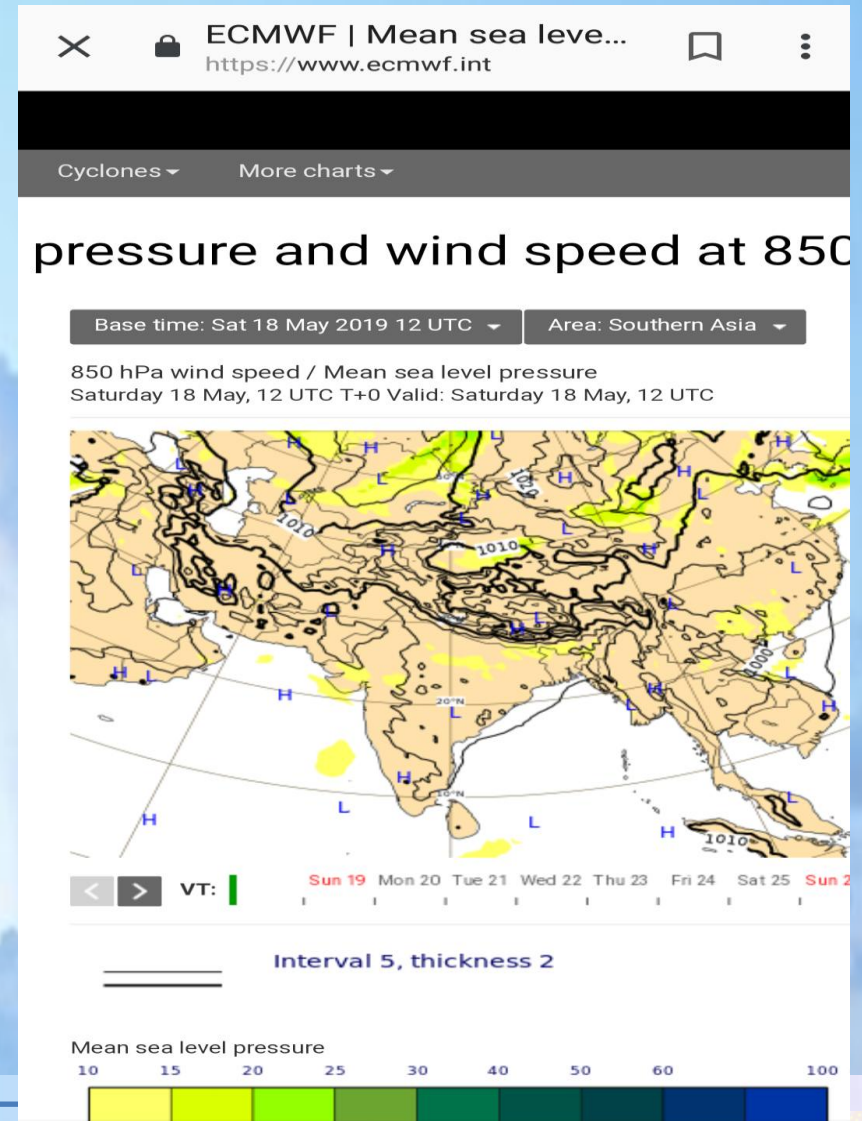 ECMWF | Mean sea leve...
https://www.ecmwf.int
Cyclones
More charts
pressure and wind speed at 850
Base time: Sat 18 May 2019 12 UTC
Area: Southern Asia
850 hPa wind speed / Mean sea level pressure
Saturday 18 May, 12 UTC T+0 Valid: Saturday 18 May, 12 UTC
L H H L H
L H H L H H L
1020
1010 L L
H 1010 H
L H L
L L L
H L
1000
H L H H L
20°N
L L H
H
10°N
H L L H L
1010
VT: Sun 19 Mon 20 Tue 21 Wed 22 Thu 23 Fri 24 Sat 25 Sun 2
Interval 5, thickness 2
Mean sea level pressure
10 15 20 25 30 40 50 60 100